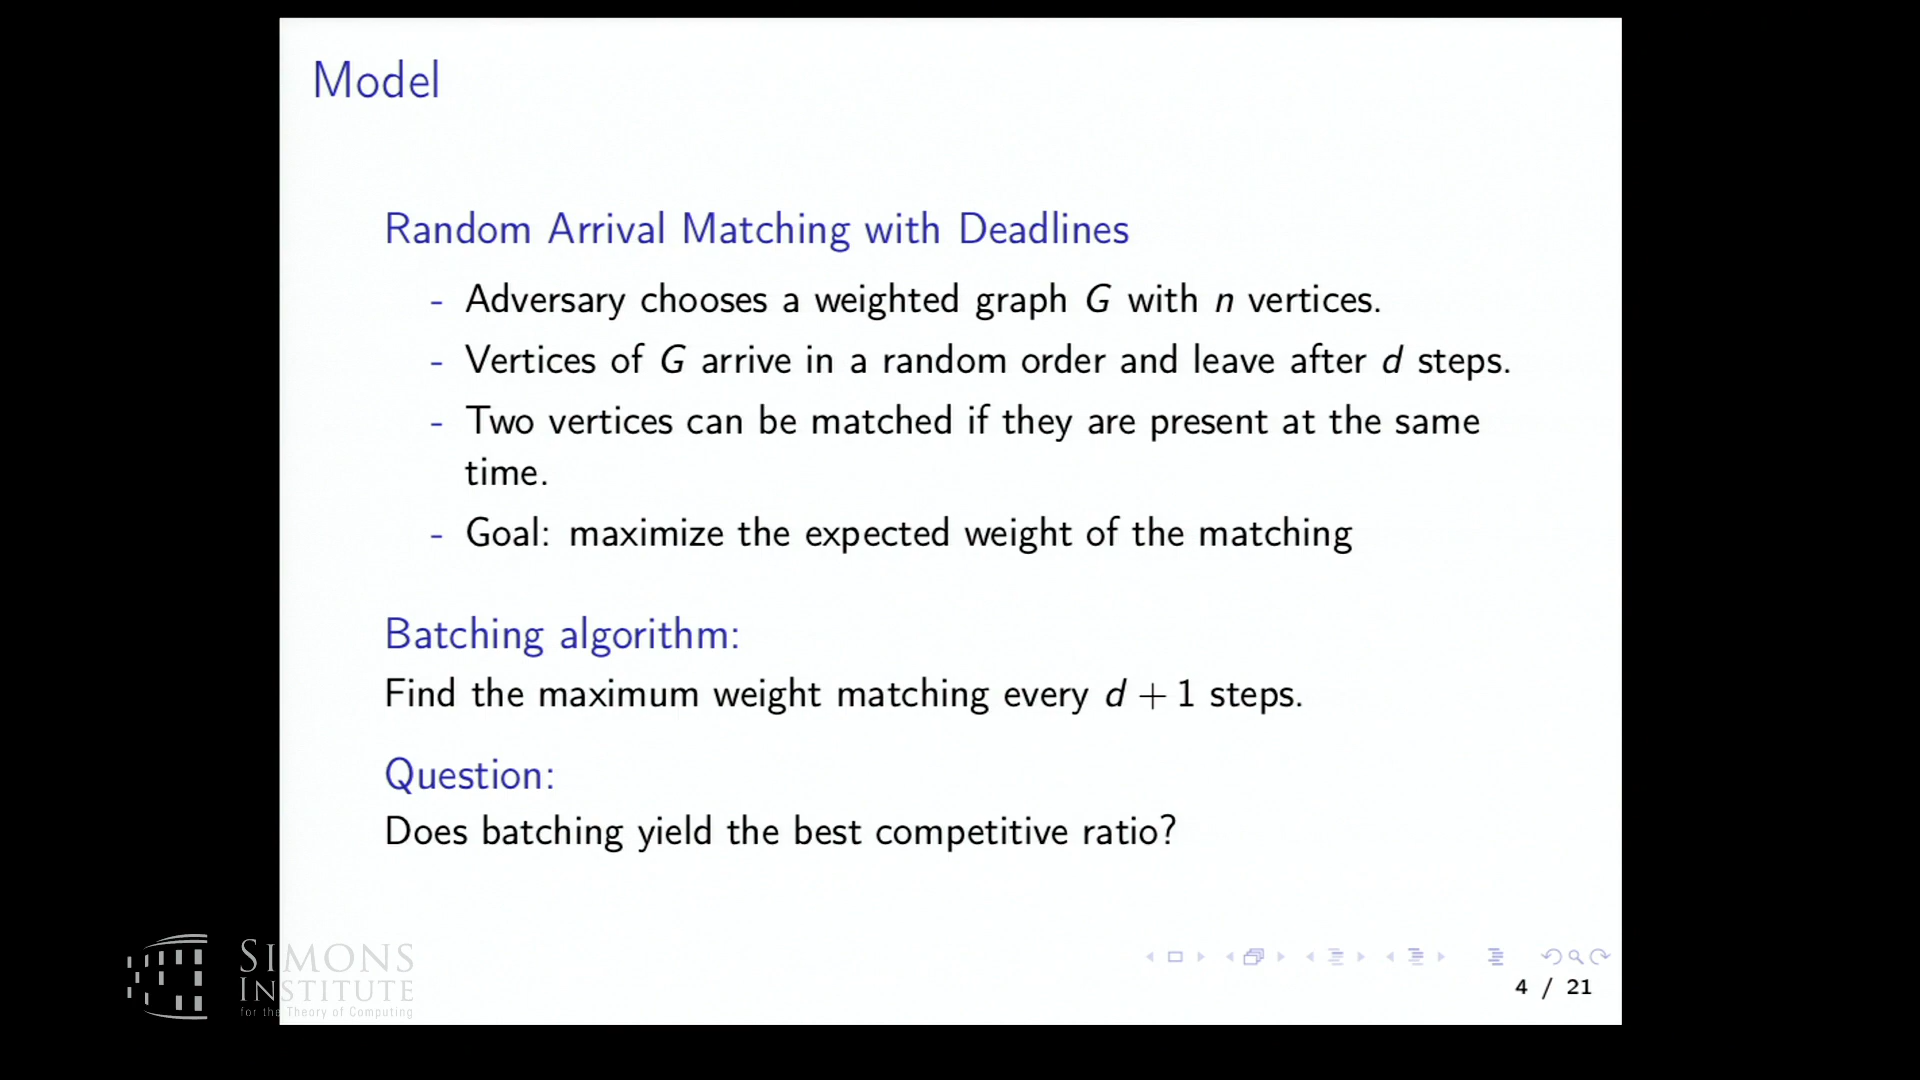 Model
Random Arrival Matching with Deadlines
- Adversary chooses a weighted graph G with n vertices.
- Vertices of G arrive in a random order and leave after d steps.
- Two vertices can be matched if they are present at the same
time.
- Goal: maximize the expected weight of the matching
Batching algorithm:
Find the maximum weight matching every d + 1 steps.
Question:
Does batching yield the best competitive ratio?
4 / 21
SIMONS
INSTITUTE
for the Theory of Computing